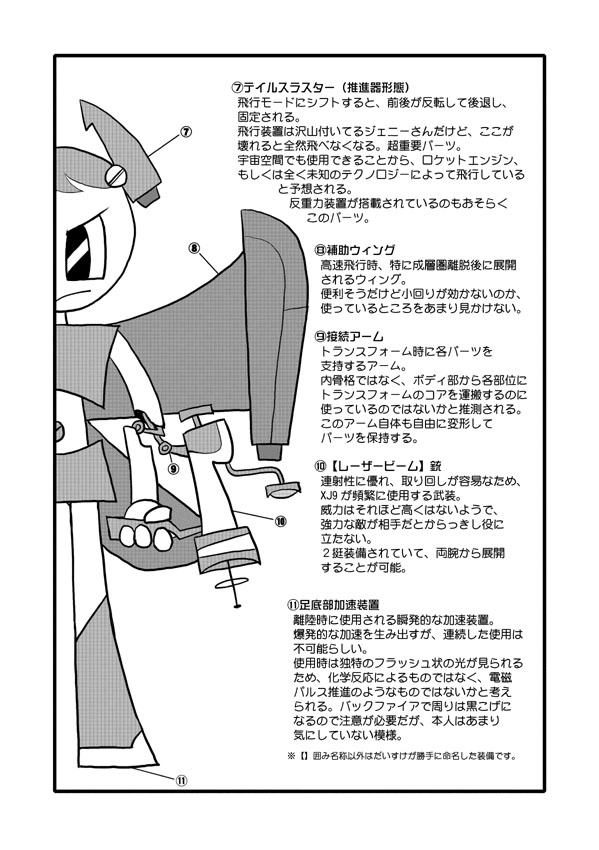 ⑦テイルスラスター（推進器形態）
飛行モードにシフトすると、前後が反転して後退し、
固定される。
飛行装置は沢山付いてるジェニーさんだけど、ここが
壊れると全然飛べなくなる。超重要パーツ。
宇宙空間でも使用できることから、ロケットエンジン、
もしくは全く未知のテクノロジーによって飛行している
と予想される。
反重力装置が搭載されているのもおそらく
このパーツ。
⑦
⑧
⑧補助ウィング
高速飛行時、特に成層圏離脱後に展開
されるウィング。
便利そうだけど小回りが効かないのか、
使っているところをあまり見かけない。
⑨接続アーム
トランスフォーム時に各パーツを
支持するアーム。
内骨格ではなく、ボディ部から各部位に
トランスフォームのコアを運搬するのに
使っているのではないかと推測される。
このアーム自体も自由に変形して
パーツを保持する。
⑨
⑩【レーザービーム】銃
連射性に優れ、取り回しが容易なため、
XJ9が頻繁に使用する武装。
威力はそれほど高くはないようで、
強力な敵が相手だとからっきし役に
立たない。
２挺装備されていて、両腕から展開
することが可能。
⑩
⑪足底部加速装置
離陸時に使用される瞬発的な加速装置。
爆発的な加速を生み出すが、連続した使用は
不可能らしい。
使用時は独特のフラッシュ状の光が見られる
ため、化学反応によるものではなく、電磁
パルス推進のようなものではないかと考え
られる。バックファイアで周りは黒こげに
なるので注意が必要だが、本人はあまり
気にしていない模様。
※【】囲み名称以外はだいすけが勝手に命名した装備です。
⑪